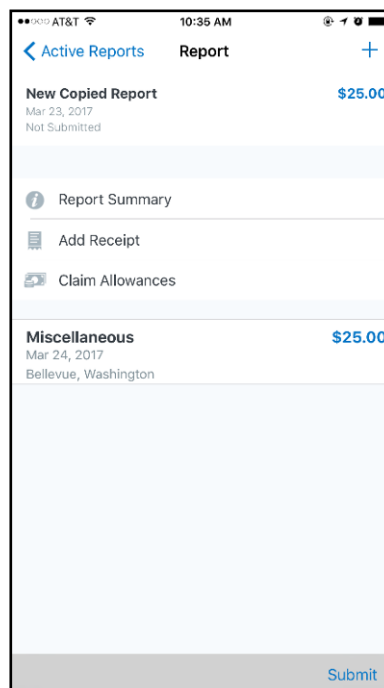 AT&T 10:35 AM
Active Reports Report +
New Copied Report $25.00
Mar 23, 2017
Not Submitted
Report Summary
Add Receipt
Claim Allowances
Miscellaneous $25.00
Mar 24, 2017
Bellevue, Washington
Submit